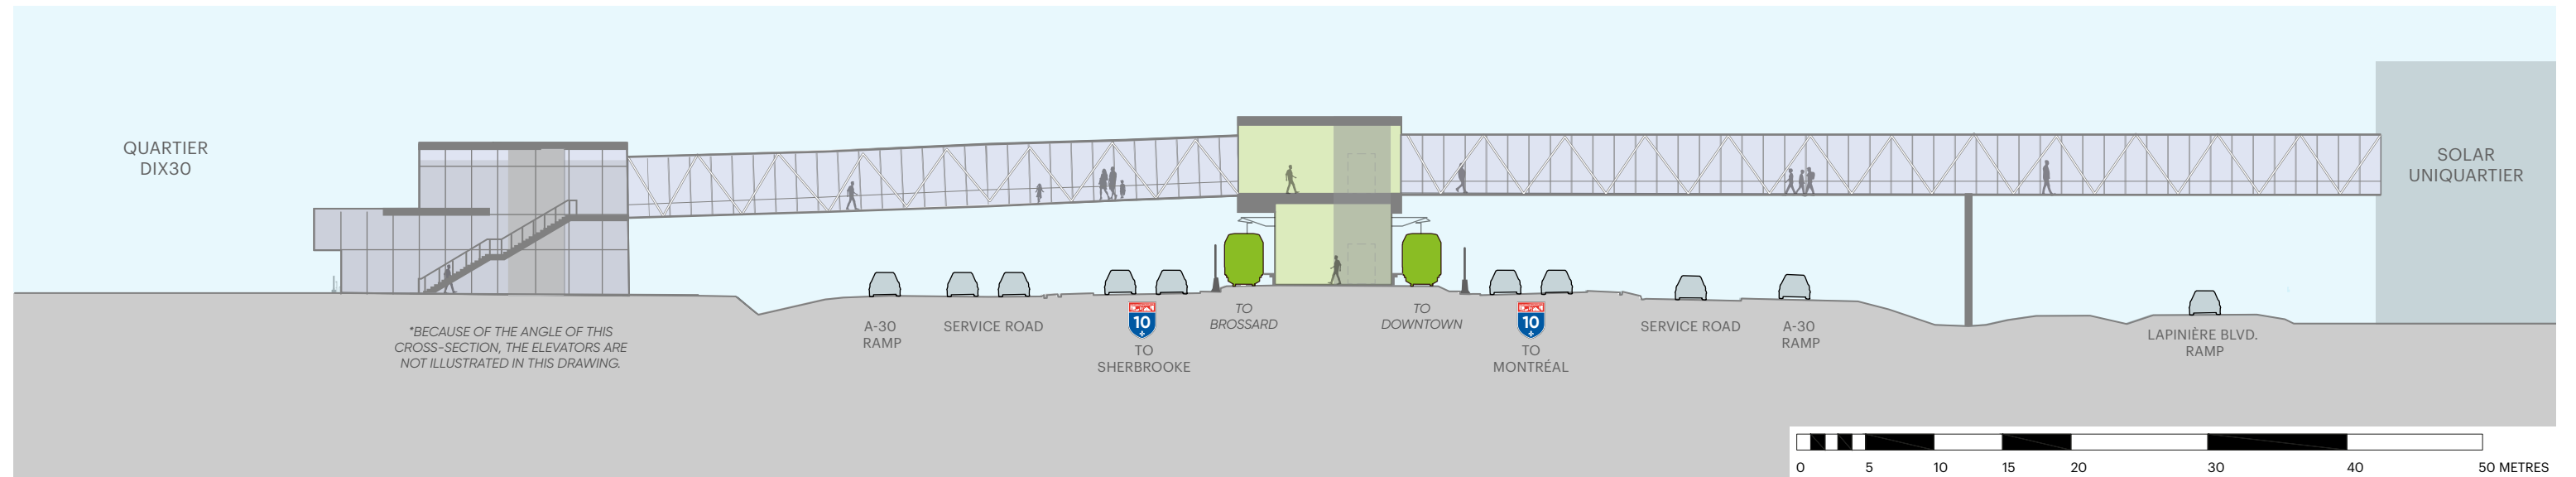 QUARTIER
DIX30
SOLAR
UNIQUARTIER
*BECAUSE OF THE ANGLE OF THIS
CROSS-SECTION, THE ELEVATORS ARE
NOT ILLUSTRATED IN THIS DRAWING.
A-30
RAMP
SERVICE ROAD
10
TO
SHERBROOKE
TO
BROSSARD
TO
DOWNTOWN
10
TO
MONTRÉAL
SERVICE ROAD
A-30
RAMP
LAPINIÈRE BLVD.
RAMP
0 5 10 15 20 30 40 50 METRES